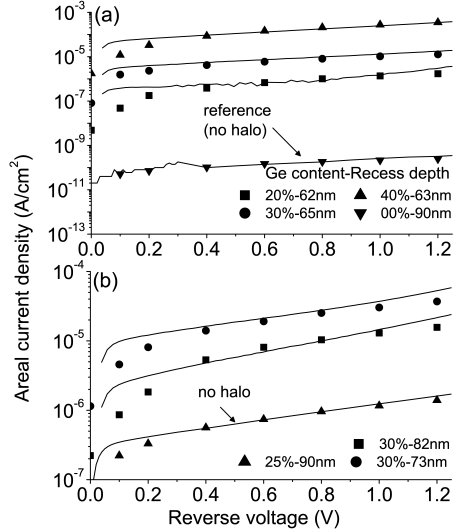 (a)
10^-3
10^-5
10^-7
10^-9
10^-11
10^-13
reference
(no halo)
Ge content-Recess depth
20%-62nm
40%-63nm
30%-65nm
00%-90nm
0.0 0.2 0.4 0.6 0.8 1.0 1.2
Areal current density (A/cm²)
(b)
10^-4
10^-5
10^-6
10^-7
no halo
30%-82nm
25%-90nm
30%-73nm
0.0 0.2 0.4 0.6 0.8 1.0 1.2
Reverse voltage (V)